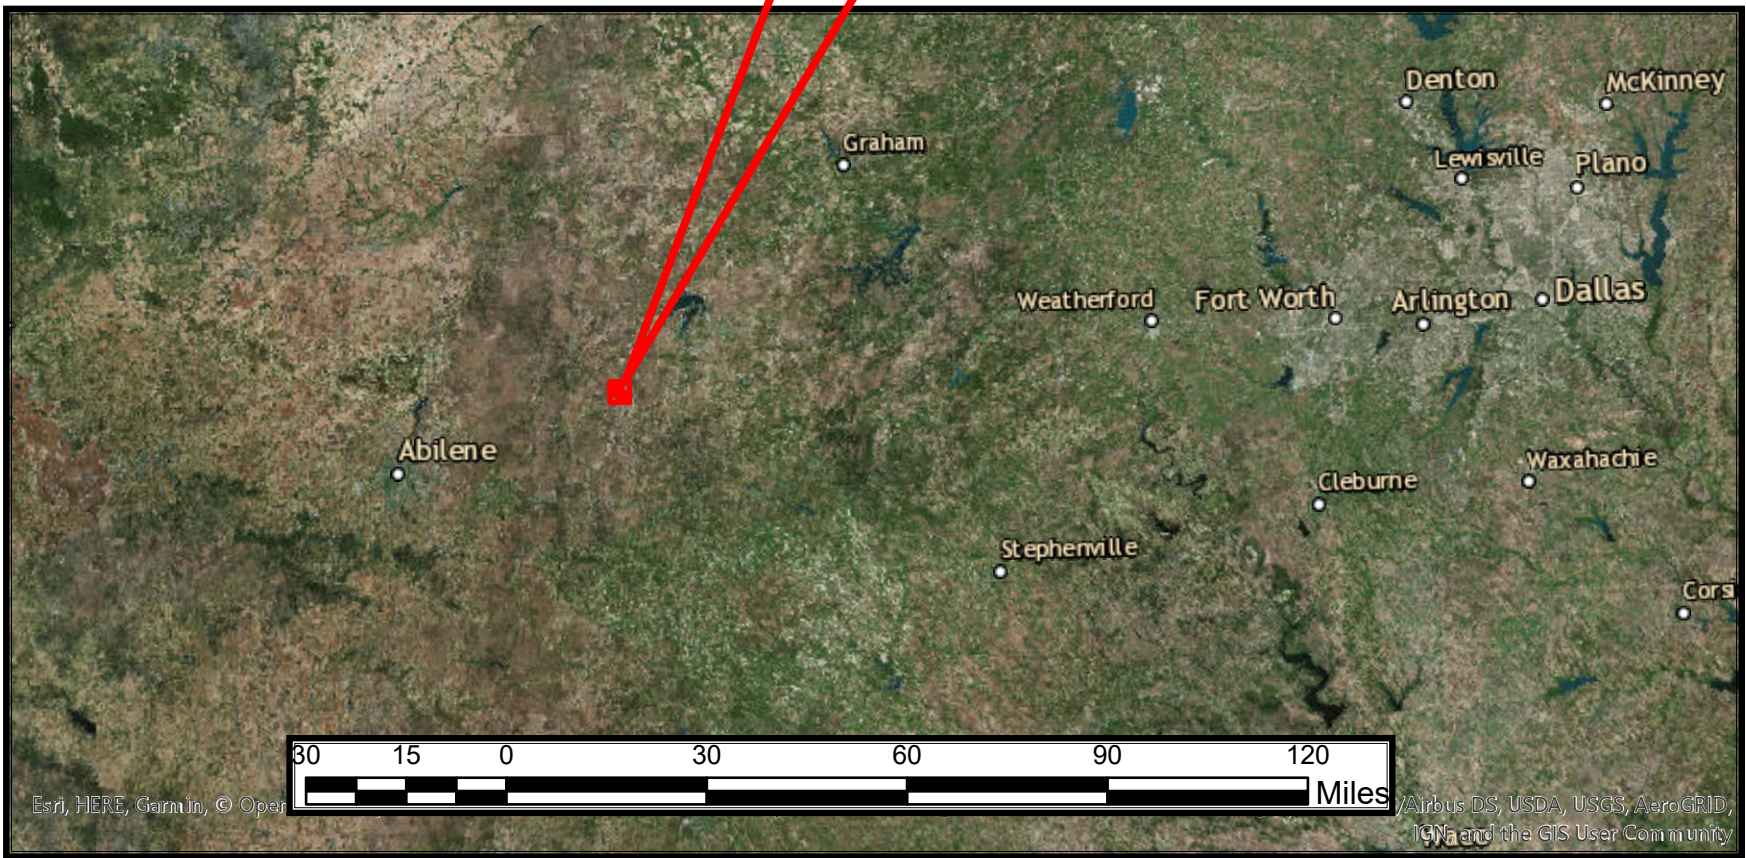 Denton
McKinney
Graham
Lewisville
Plano
Weatherford
Fort Worth
Arlington
Dallas
Abilene
Waxahachie
Cleburne
Stephenville
Corsi
30 15 0 30 60 90 120
Miles
Esri, HERE, Garmin, © Oper
/Airbus DS, USDA, USGS, AeroGRID,
IGN, and the GIS User Community